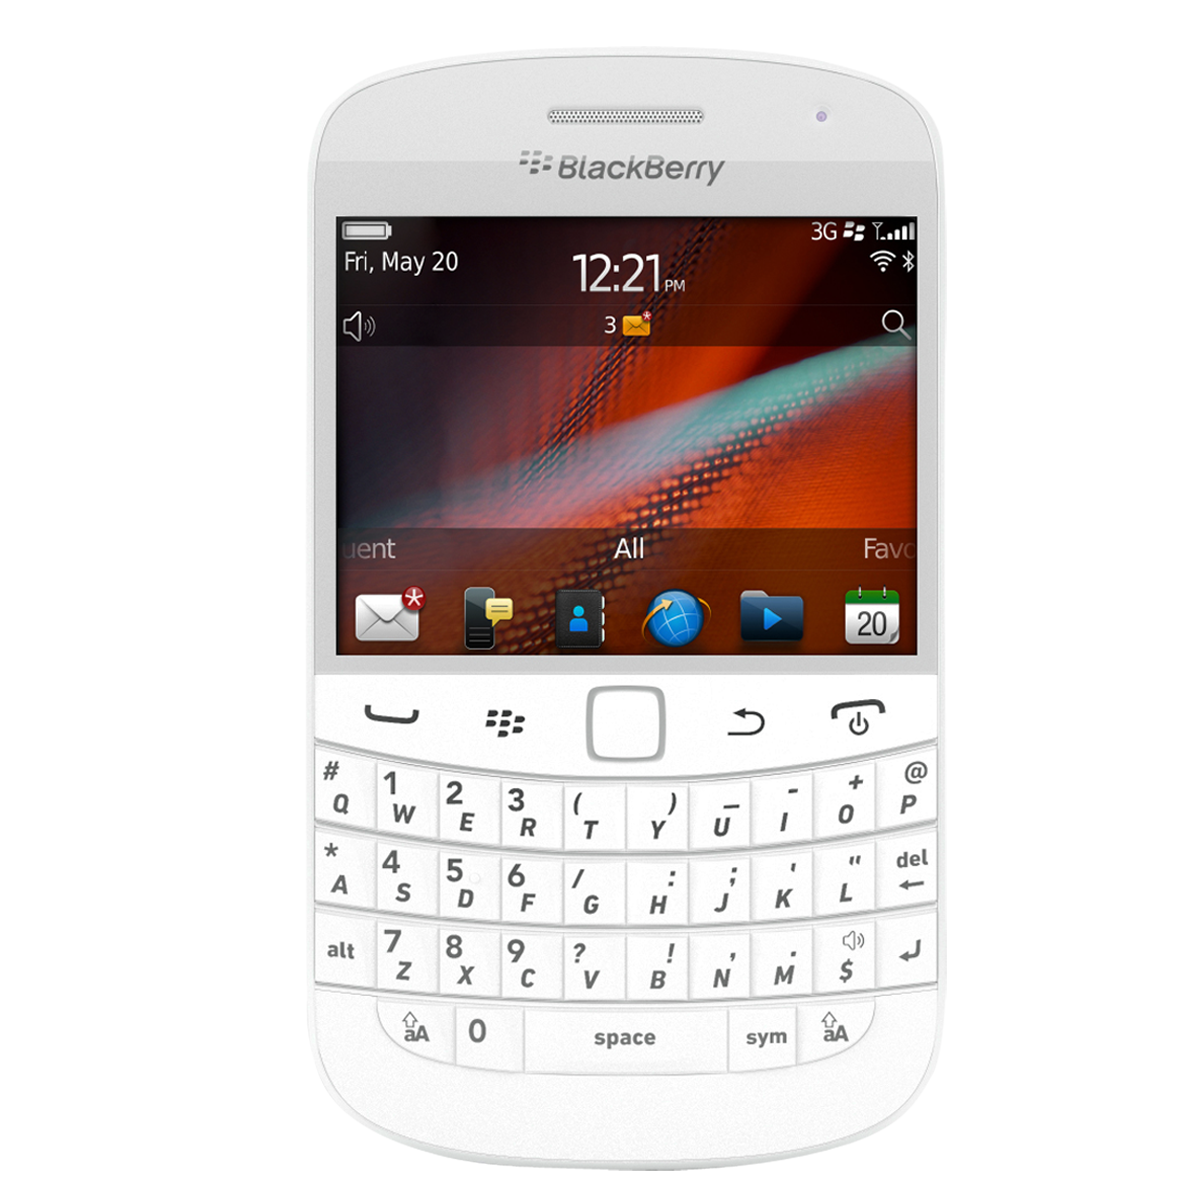 BlackBerry
3G
Fri, May 20
12:21 PM
3
uent All Favo
20
# 1 2 3 ( ) _ - + @
Q W E R T Y U I O P
* 4 5 6 / : ; ' " del
A S D F G H J K L
alt 7 8 9 ? ! , .
Z X C V B N M $
aA 0 space sym aA